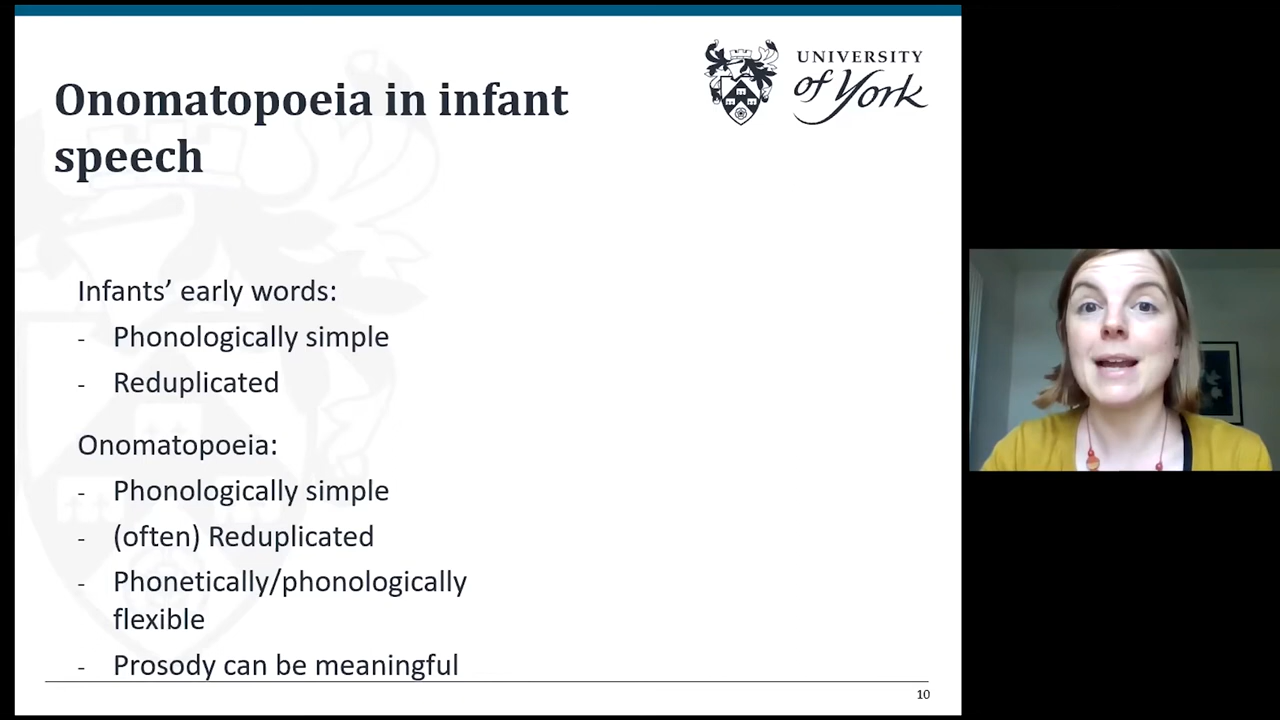 Onomatopoeia in infant
speech
UNIVERSITY
of York
Infants’ early words:
- Phonologically simple
- Reduplicated
Onomatopoeia:
- Phonologically simple
- (often) Reduplicated
- Phonetically/phonologically
flexible
- Prosody can be meaningful
10